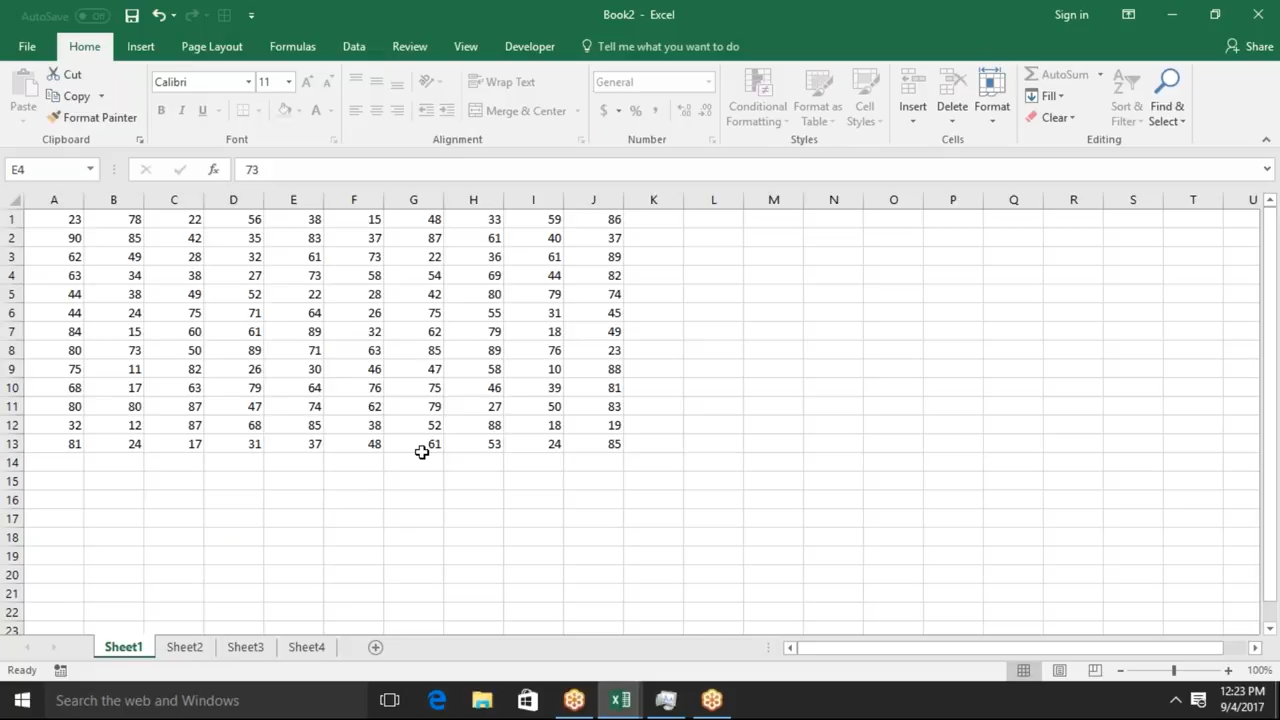 AutoSave Off Book2 - Excel Sign in
File Home Insert Page Layout Formulas Data Review View Developer Tell me what you want to do Share
Paste Cut Copy Format Painter
Clipboard
Calibri 11
B I U A
Font
Wrap Text
Merge & Center
Alignment
General
$ % ,
Number
Conditional Formatting
Format as Table
Cell Styles
Styles
Insert Delete Format
Cells
AutoSum
Fill
Clear
Sort & Filter
Find & Select
Editing
E4 fx 73
A B C D E F G H I J K L M N O P Q R S T U
1 23 78 22 56 38 15 48 33 59 86
2 90 85 42 35 83 37 87 61 40 37
3 62 49 28 32 61 73 22 36 61 89
4 63 34 38 27 73 58 54 69 44 82
5 44 38 49 52 22 28 42 80 79 74
6 44 24 75 71 64 26 75 55 31 45
7 84 15 60 61 89 32 62 79 18 49
8 80 73 50 89 71 63 85 89 76 23
9 75 11 82 26 30 46 47 58 10 88
10 68 17 63 79 64 76 75 46 39 81
11 80 80 87 47 74 62 79 27 50 83
12 32 12 87 68 85 38 52 88 18 19
13 81 24 17 31 37 48 61 53 24 85
14
15
16
17
18
19
20
21
22
23
Sheet1 Sheet2 Sheet3 Sheet4
Ready 100%
Search the web and Windows
12:23 PM
9/4/2017